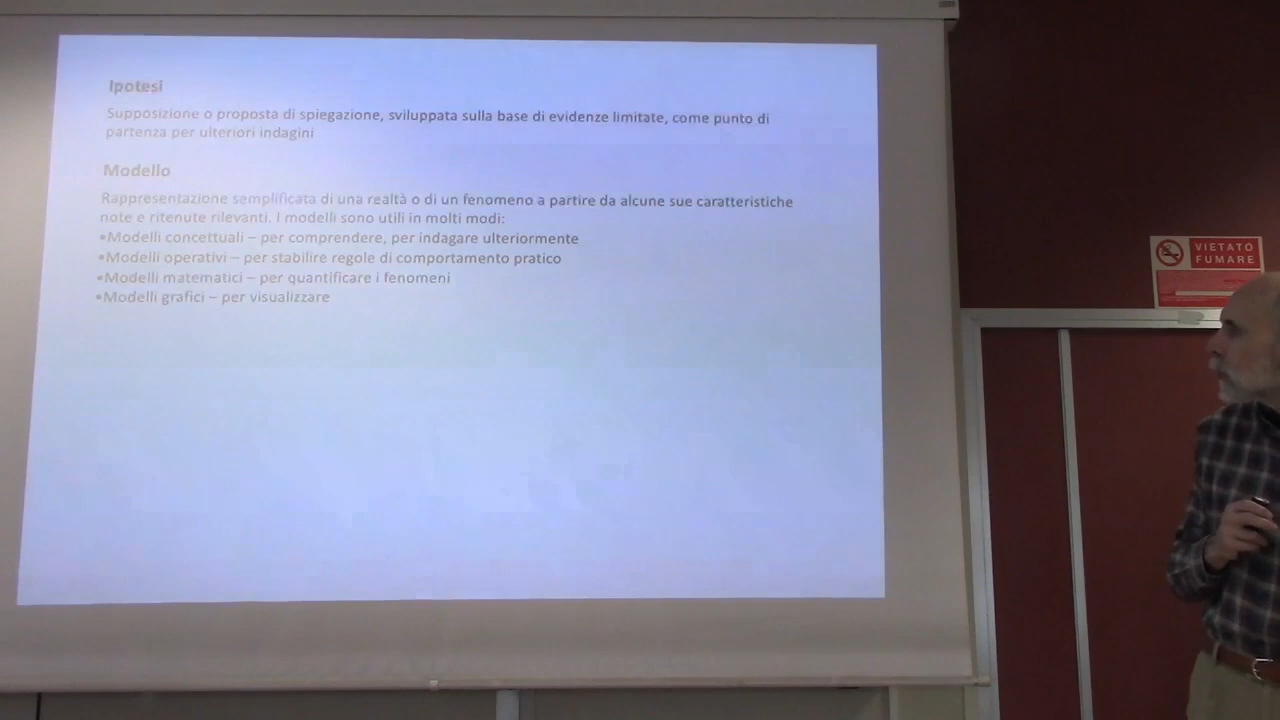 Ipotesi
Supposizione o proposta di spiegazione, sviluppata sulla base di evidenze limitate, come punto di
partenza per ulteriori indagini
Modello
Rappresentazione semplificata di una realtà o di un fenomeno a partire da alcune sue caratteristiche
note e ritenute rilevanti. I modelli sono utili in molti modi:
•Modelli concettuali – per comprendere, per indagare ulteriormente
•Modelli operativi – per stabilire regole di comportamento pratico
•Modelli matematici – per quantificare i fenomeni
•Modelli grafici – per visualizzare
VIETATO
FUMARE